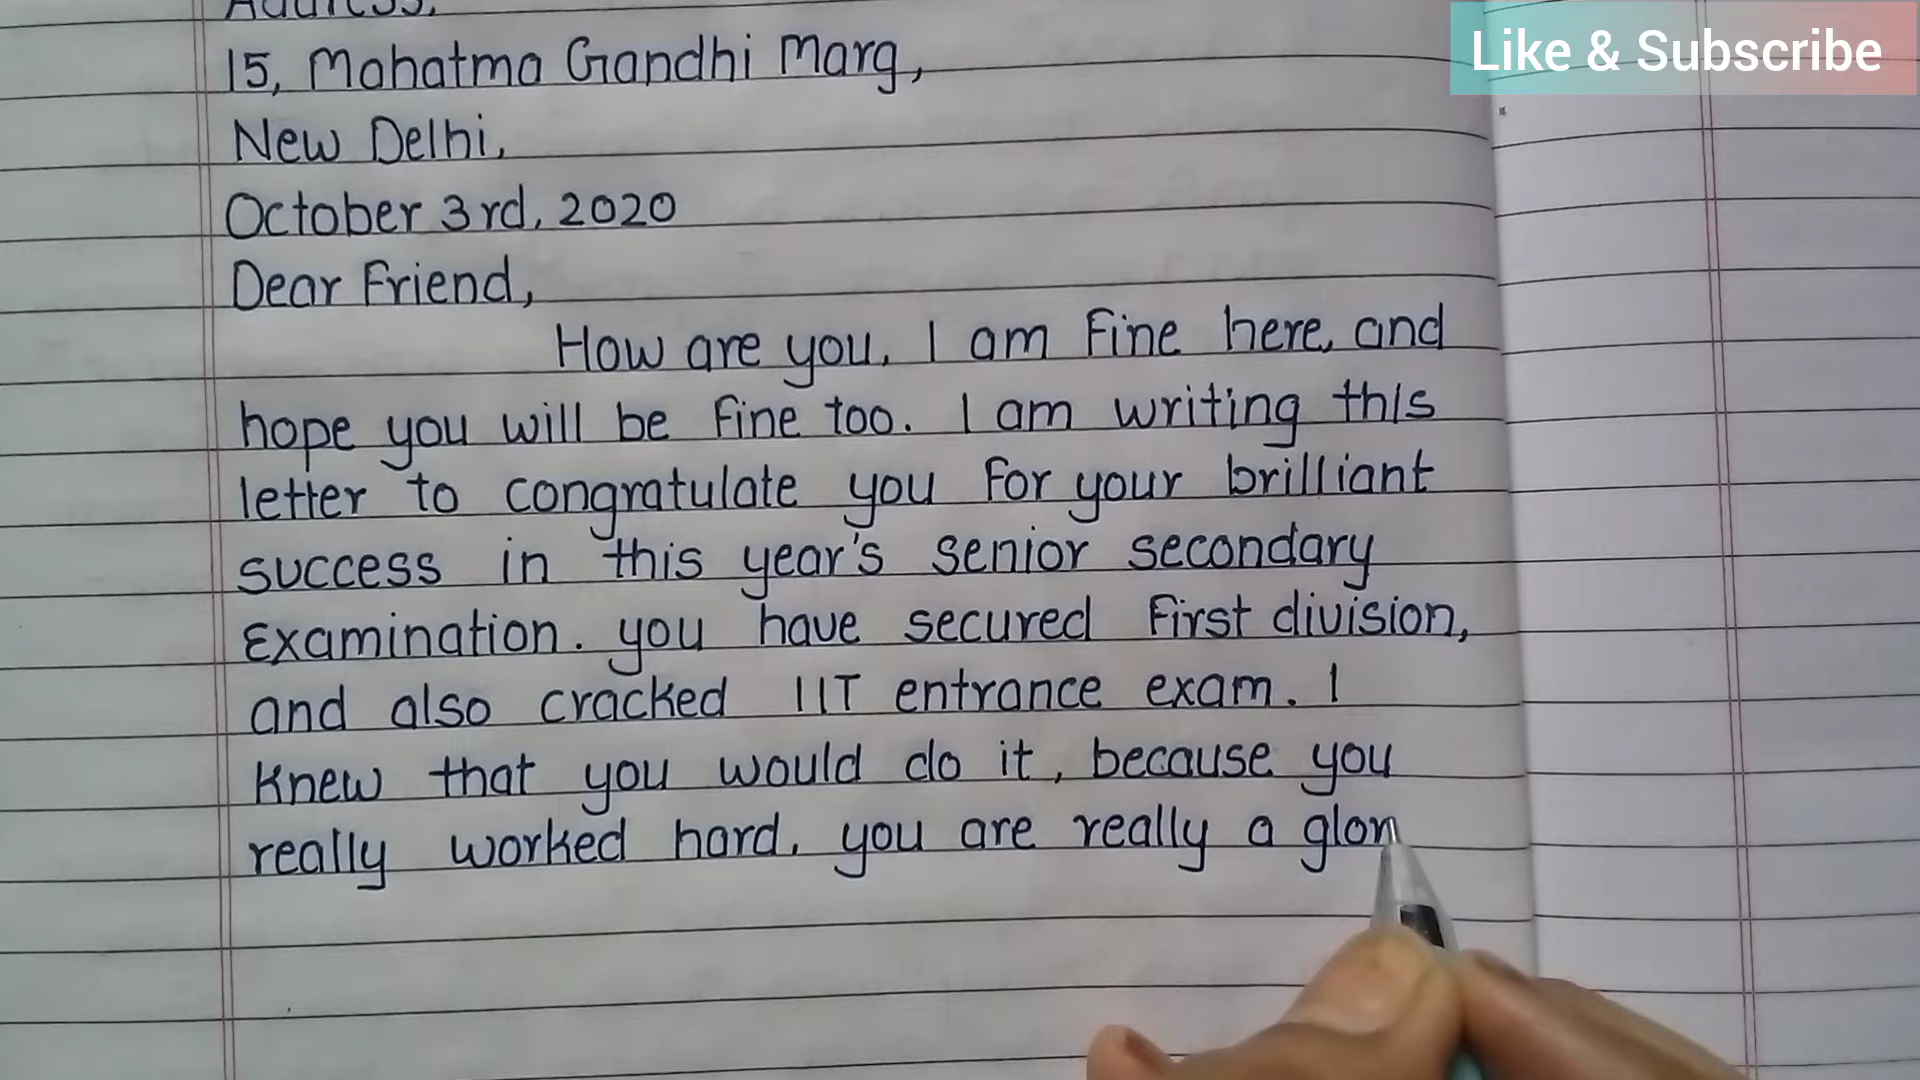 Address,
15, Mahatma Gandhi Marg,
New Delhi,
October 3rd, 2020
Dear Friend,
How are you, I am Fine here, and
hope you will be Fine too. I am writing this
letter to congratulate you For your brilliant
success in this year's senior secondary
Examination. you have secured First division,
and also cracked IIT entrance exam. I
Knew that you would do it, because you
really worked hard. you are really a glor
Like & Subscribe